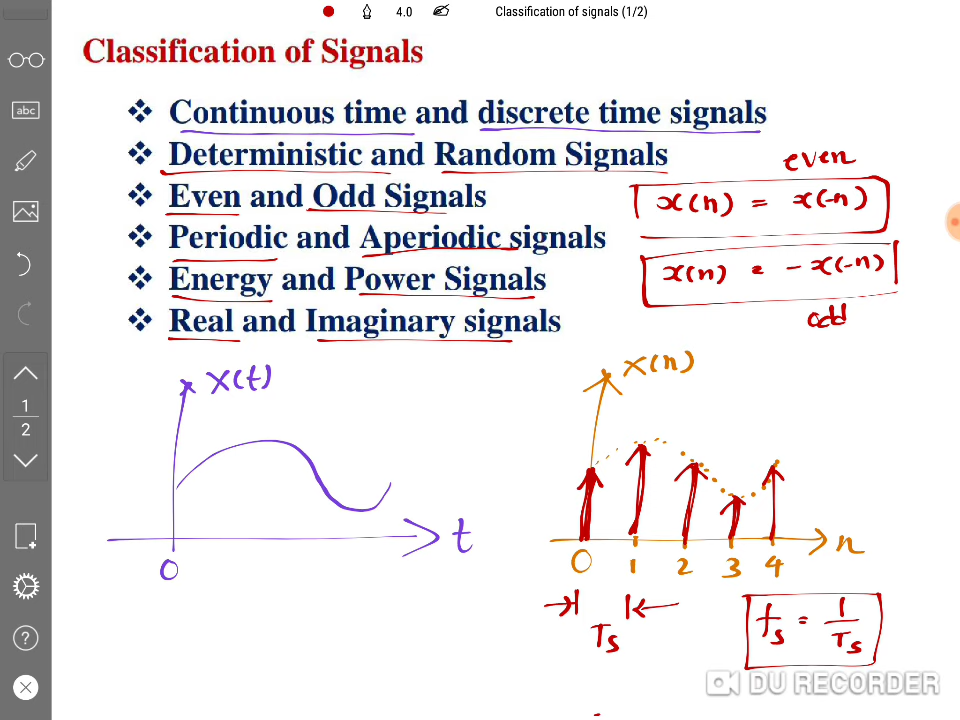 4.0 Classification of signals (1/2)
Classification of Signals
abc
❖ Continuous time and discrete time signals
❖ Deterministic and Random Signals
❖ Even and Odd Signals
❖ Periodic and Aperiodic signals
❖ Energy and Power Signals
❖ Real and Imaginary signals
even
x(n) = x(-n)
x(n) = -x(-n)
odd
1
2
?
x(t)
0
t
x(n)
0 1 2 3 4
n
Ts
fs = 1/Ts
DU RECORDER